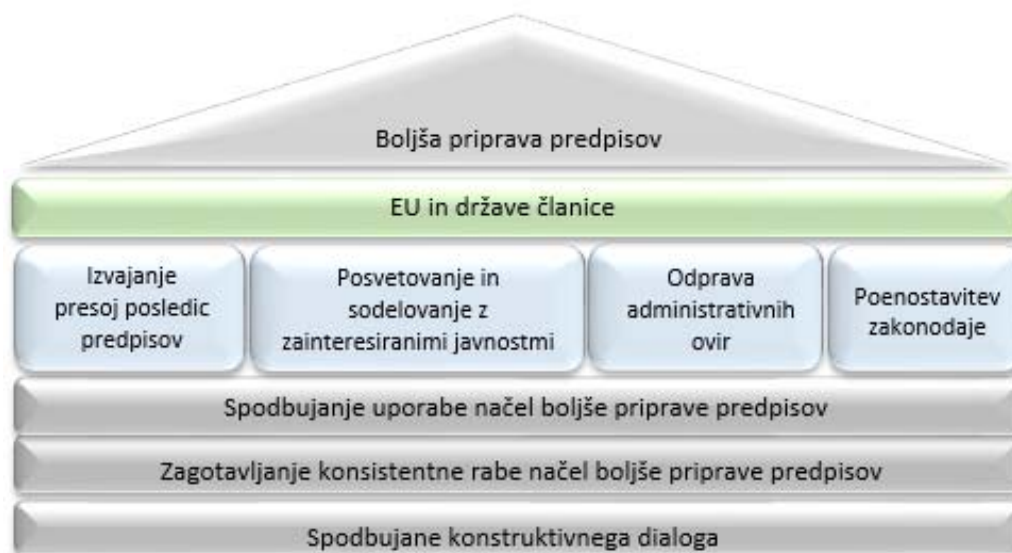 Boljša priprava predpisov
EU in države članice
Izvajanje
presoj posledic
predpisov
Posvetovanje in
sodelovanje z
zainteresiranimi javnostmi
Odprava
administrativnih
ovir
Poenostavitev
zakonodaje
Spodbujanje uporabe načel boljše priprave predpisov
Zagotavljanje konsistentne rabe načel boljše priprave predpisov
Spodbujane konstruktivnega dialoga